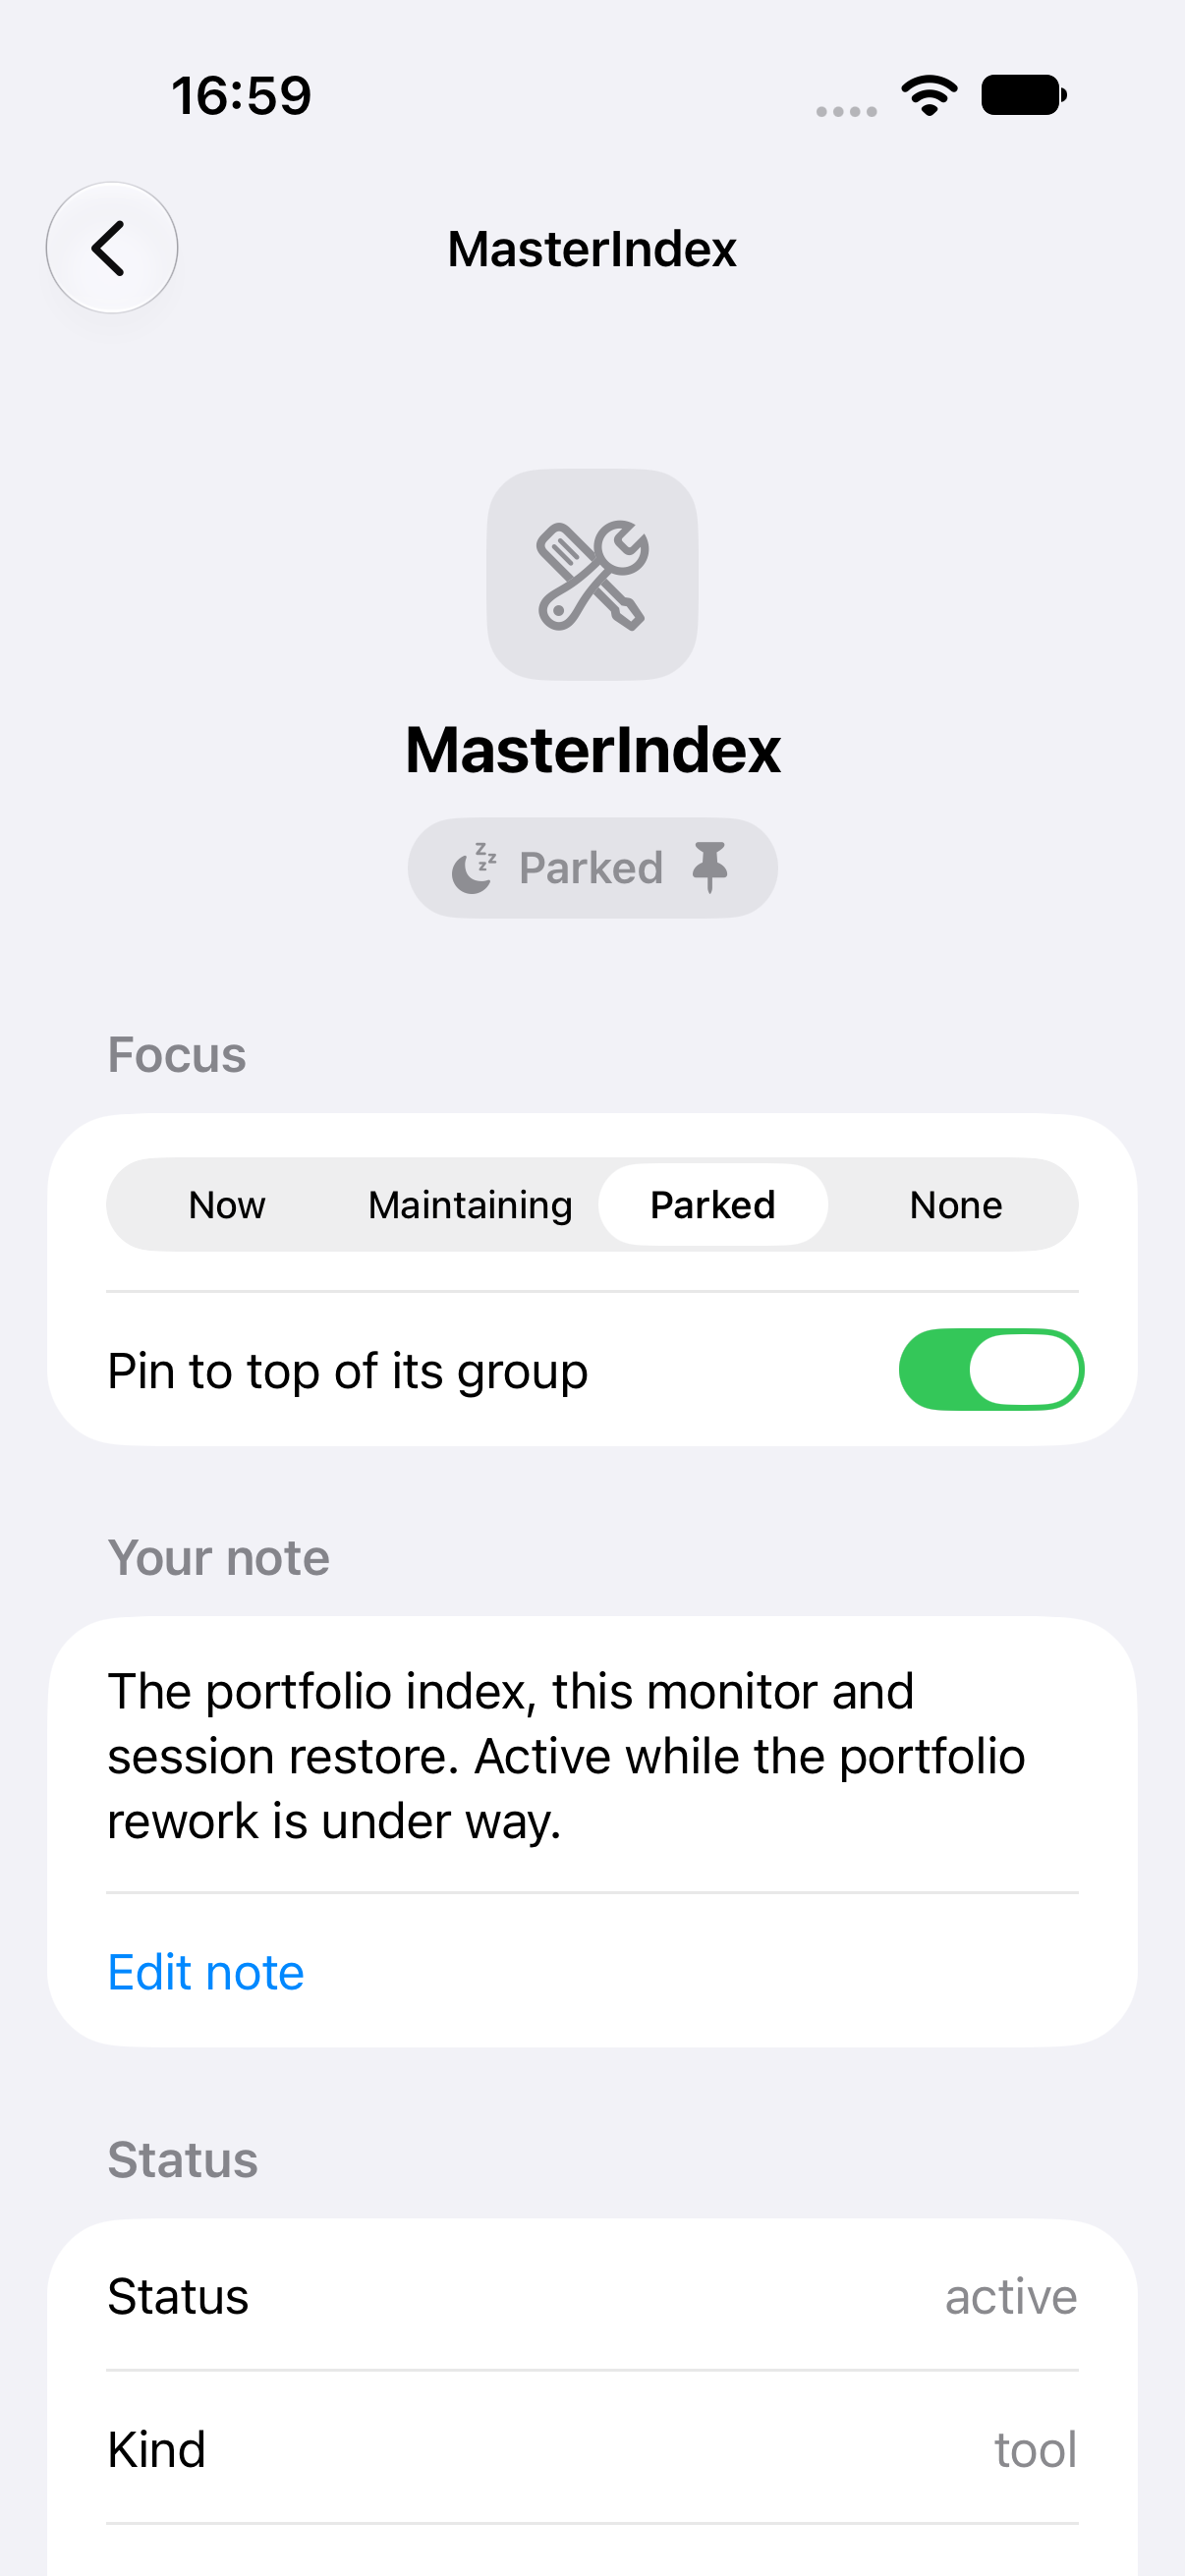 16:59
MasterIndex
MasterIndex
Parked
Focus
Now Maintaining Parked None
Pin to top of its group
Your note
The portfolio index, this monitor and
session restore. Active while the portfolio
rework is under way.
Edit note
Status
Status active
Kind tool